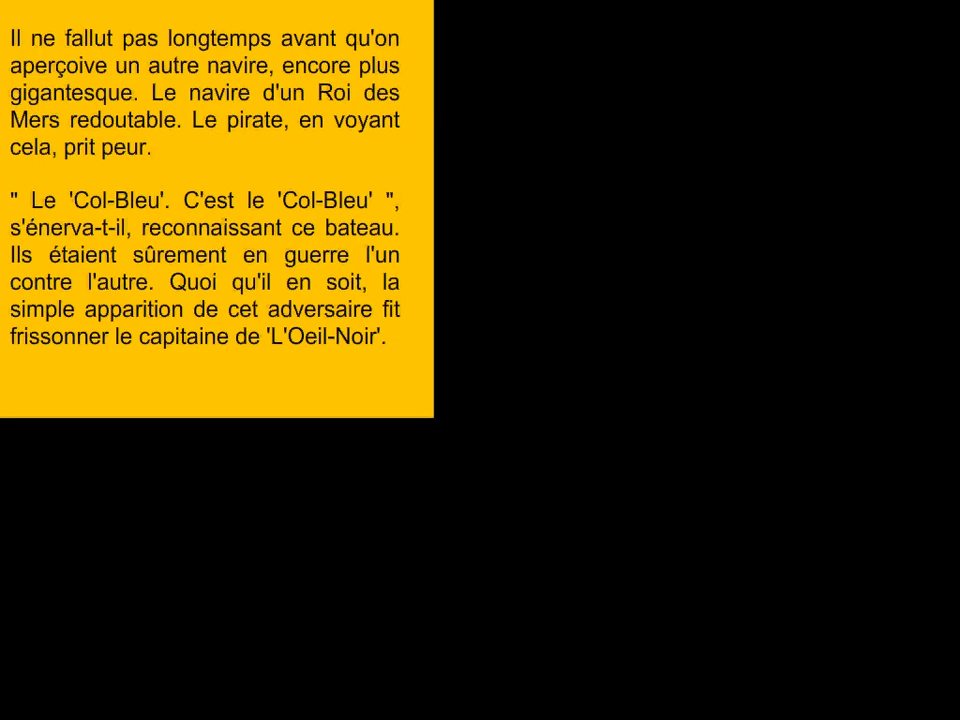 Il ne fallut pas longtemps avant qu'on
aperçoive un autre navire, encore plus
gigantesque. Le navire d'un Roi des
Mers redoutable. Le pirate, en voyant
cela, prit peur.
" Le 'Col-Bleu'. C'est le 'Col-Bleu' ",
s'énerva-t-il, reconnaissant ce bateau.
Ils étaient sûrement en guerre l'un
contre l'autre. Quoi qu'il en soit, la
simple apparition de cet adversaire fit
frissonner le capitaine de 'L'Oeil-Noir'.